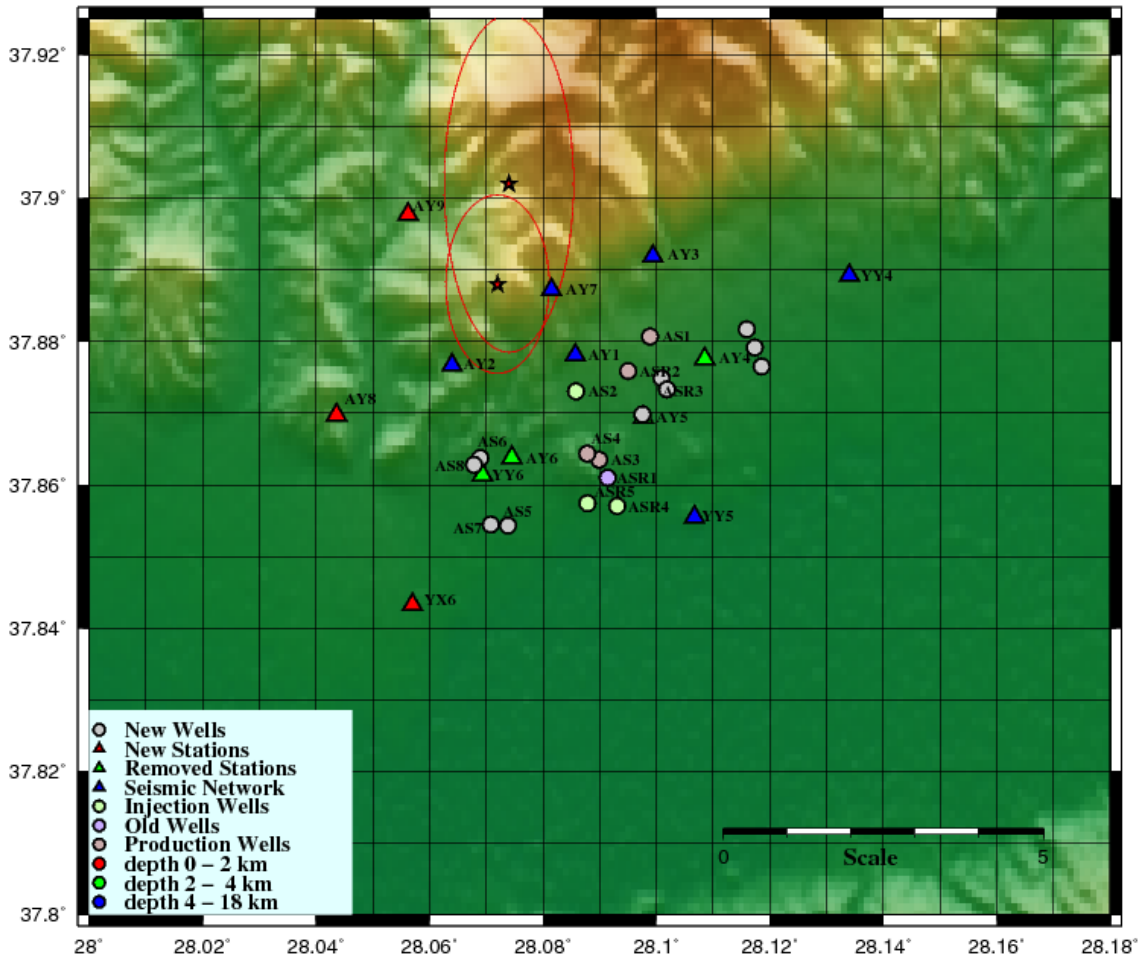 37.92°
37.9°
37.88°
37.86°
37.84°
37.82°
37.8°
AY9
AY3
YY4
AY7
AS1
AY1
AY4
AY2
ASR2
AS2
ASR3
AY8
AY5
AS4
AS6
AY6
AS3
AS8
YY6
ASR1
ASR5
ASR4
AS5
YY5
AS7
YX6
New Wells
New Stations
Removed Stations
Seismic Network
Injection Wells
Old Wells
Production Wells
depth 0 – 2 km
depth 2 – 4 km
depth 4 – 18 km
0 Scale 5
28° 28.02° 28.04° 28.06° 28.08° 28.1° 28.12° 28.14° 28.16° 28.18°